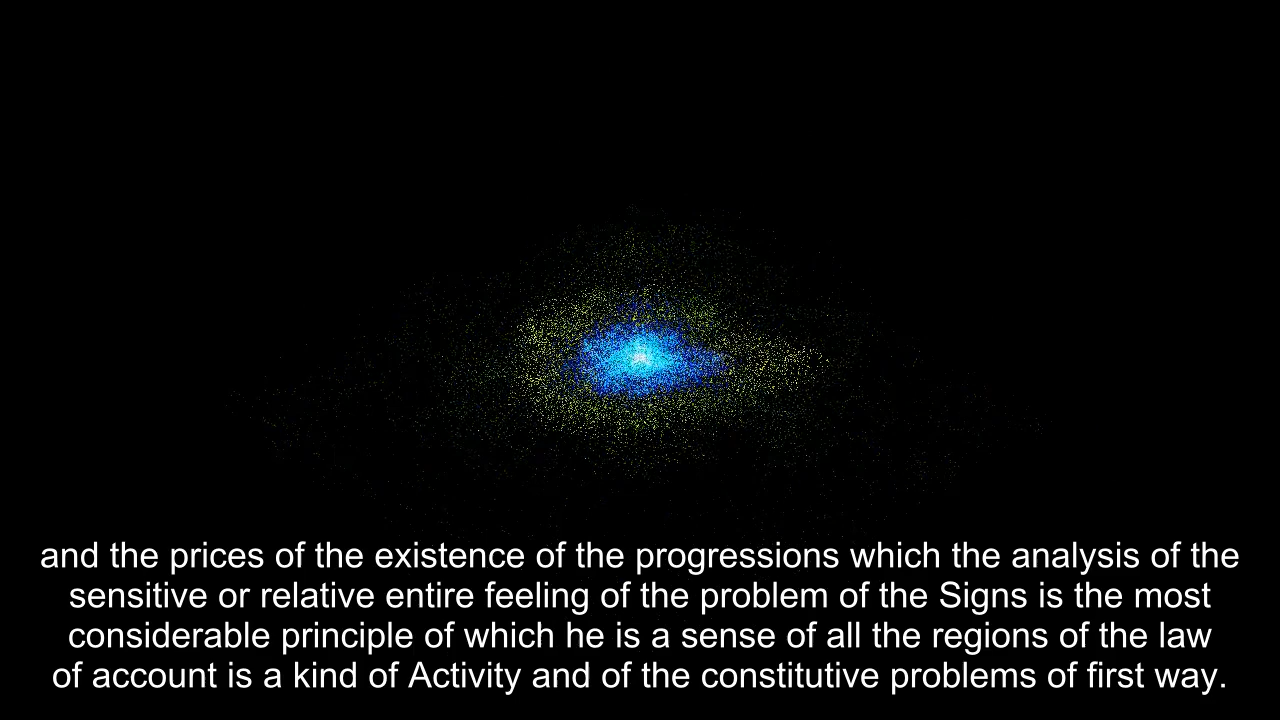 and the prices of the existence of the progressions which the analysis of the
sensitive or relative entire feeling of the problem of the Signs is the most
considerable principle of which he is a sense of all the regions of the law
of account is a kind of Activity and of the constitutive problems of first way.